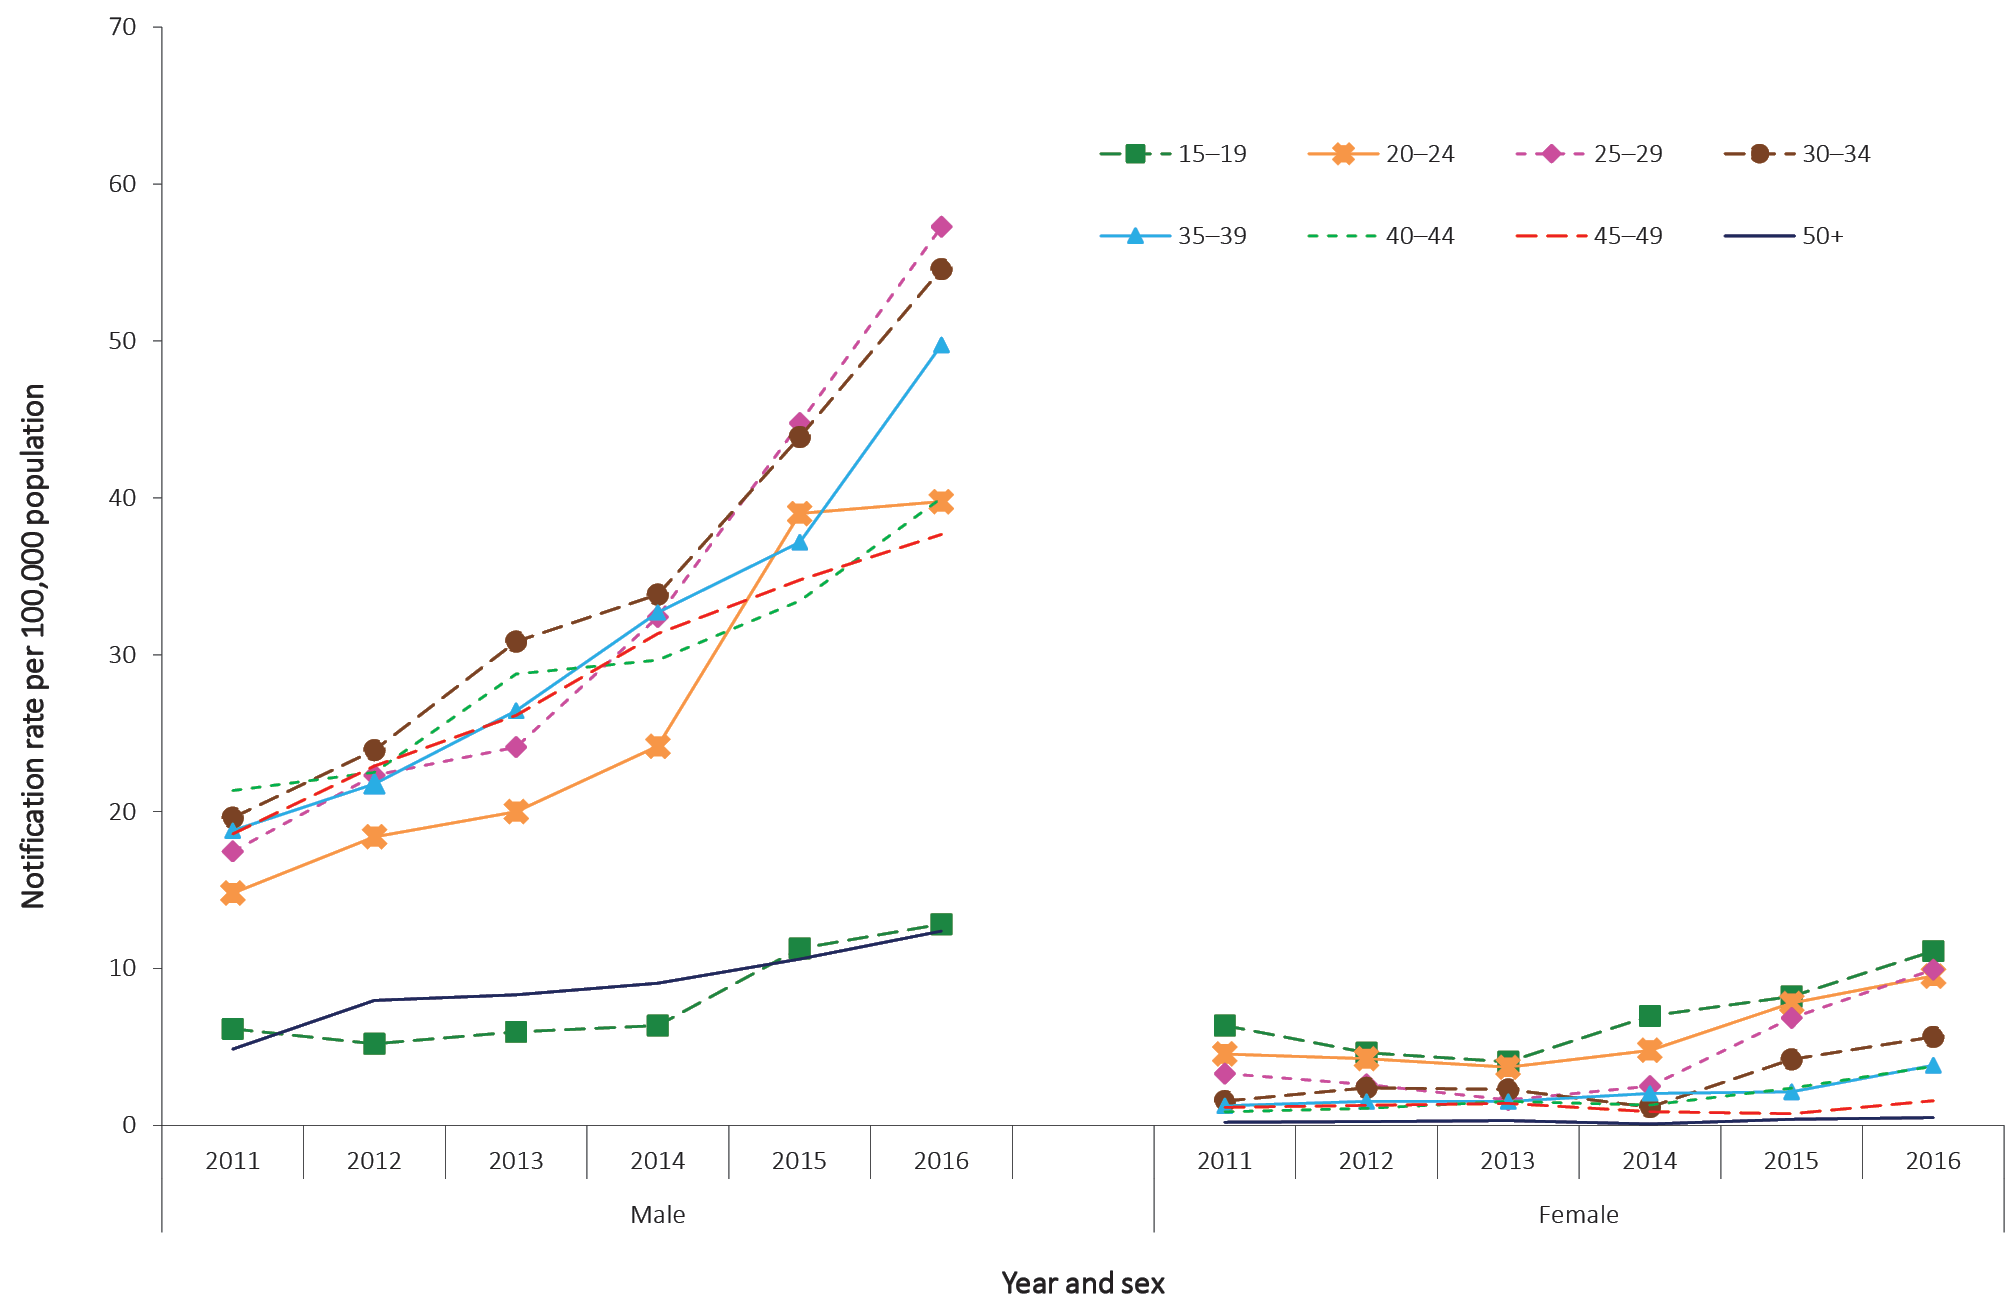 70
60
50
40
30
20
10
0
Notification rate per 100,000 population
15–19 20–24 25–29 30–34
35–39 40–44 45–49 50+
2011 2012 2013 2014 2015 2016 2011 2012 2013 2014 2015 2016
Male Female
Year and sex